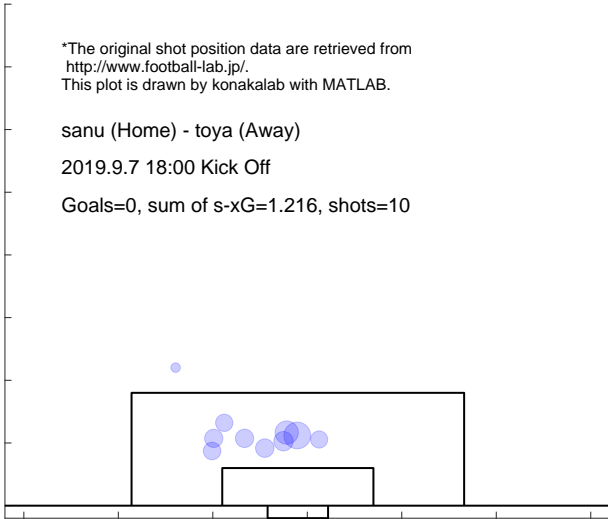 *The original shot position data are retrieved from
http://www.football-lab.jp/.
This plot is drawn by konakalab with MATLAB.
sanu (Home) - toya (Away)
2019.9.7 18:00 Kick Off
Goals=0, sum of s-xG=1.216, shots=10